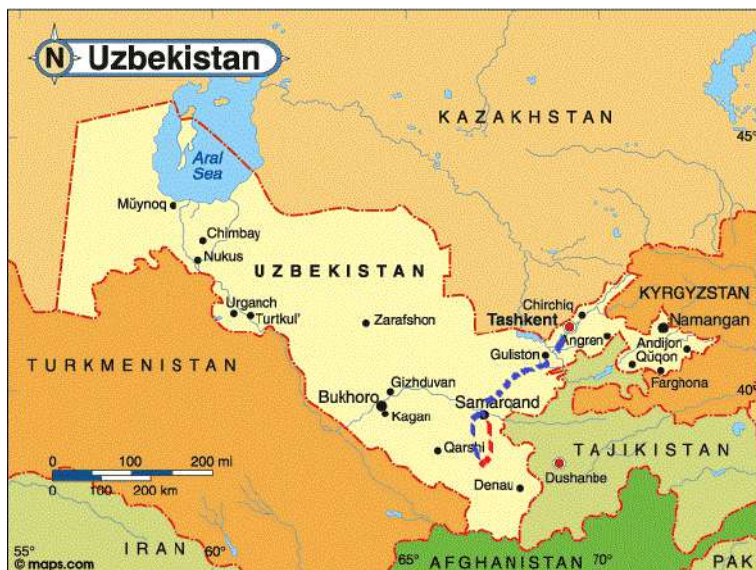 N Uzbekistan
KAZAKHSTAN
45°
Aral
Sea
Mŭynoq
Chimbay
Nukus
UZBEKISTAN
Urganch
Turtkul'
Zarafshon
Chirchiq
Tashkent
KYRGYZSTAN
Namangan
Angren
Andijon
Qŭqon
Guliston
Farghona
TURKMENISTAN
Gizhduvan
40°
Bukhoro
Kagan
Samarqand
Qarshi
TAJIKISTAN
0 100 200 mi
0 100 200 km
Denau
Dushanbe
55°
IRAN
60°
65°
AFGHANISTAN
70°
PAK
© maps.com